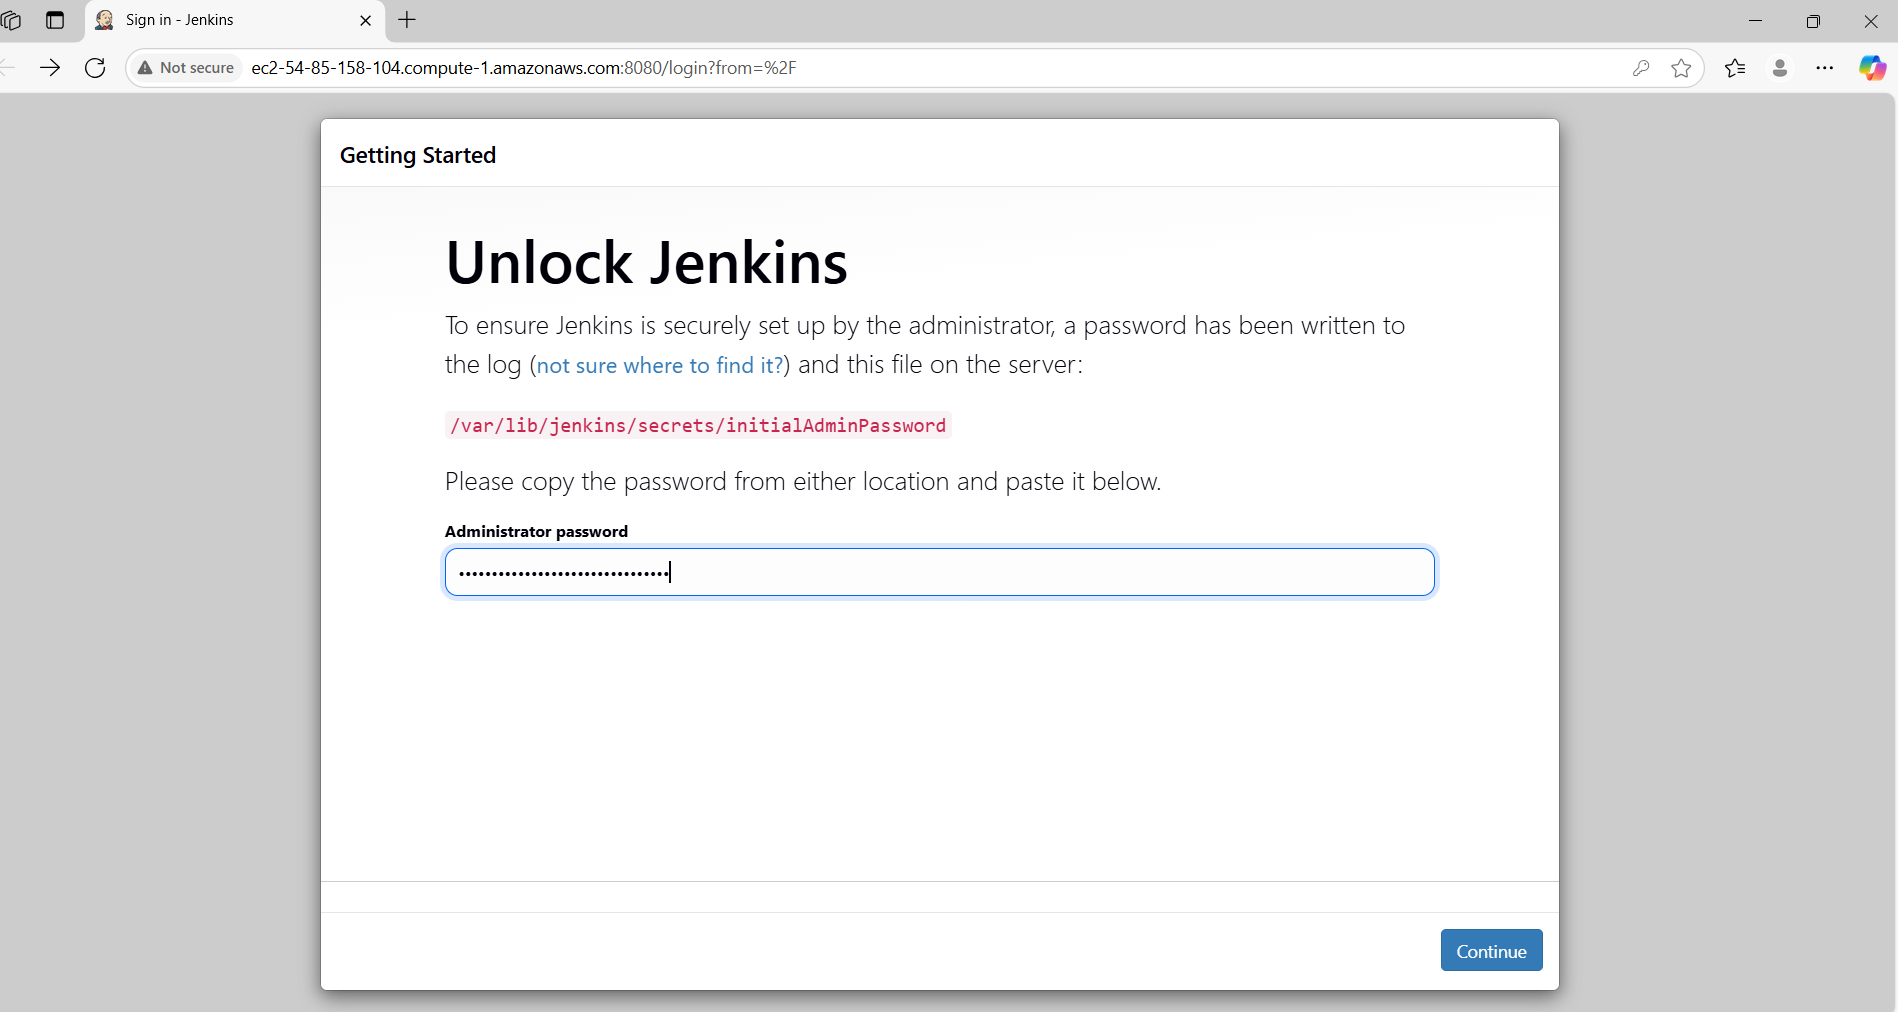 Sign in - Jenkins
Not secure ec2-54-85-158-104.compute-1.amazonaws.com:8080/login?from=%2F
Getting Started
Unlock Jenkins
To ensure Jenkins is securely set up by the administrator, a password has been written to
the log (not sure where to find it?) and this file on the server:
/var/lib/jenkins/secrets/initialAdminPassword
Please copy the password from either location and paste it below.
Administrator password
Continue